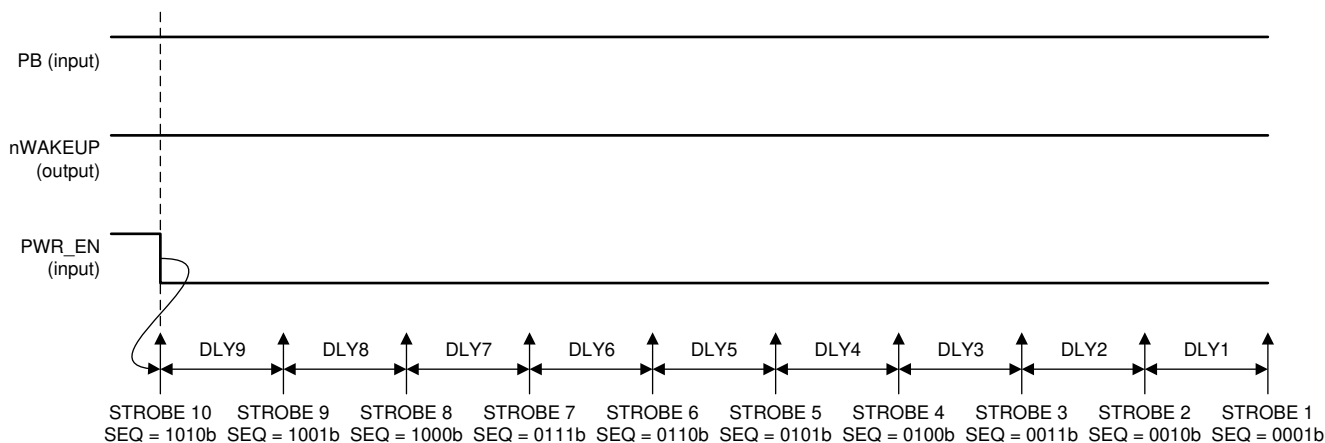 PB (input)
nWAKEUP
(output)
PWR_EN
(input)
DLY9 DLY8 DLY7 DLY6 DLY5 DLY4 DLY3 DLY2 DLY1
STROBE 10 STROBE 9 STROBE 8 STROBE 7 STROBE 6 STROBE 5 STROBE 4 STROBE 3 STROBE 2 STROBE 1
SEQ = 1010b SEQ = 1001b SEQ = 1000b SEQ = 0111b SEQ = 0110b SEQ = 0101b SEQ = 0100b SEQ = 0011b SEQ = 0010b SEQ = 0001b